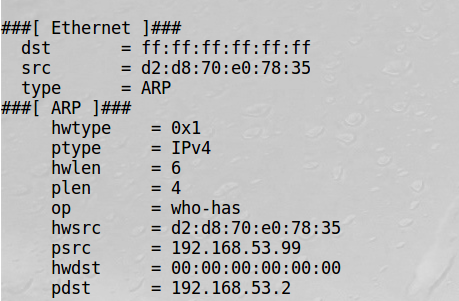 ###[ Ethernet ]###
  dst       = ff:ff:ff:ff:ff:ff
  src       = d2:d8:70:e0:78:35
  type      = ARP
###[ ARP ]###
     hwtype    = 0x1
     ptype     = IPv4
     hwlen     = 6
     plen      = 4
     op        = who-has
     hwsrc     = d2:d8:70:e0:78:35
     psrc      = 192.168.53.99
     hwdst     = 00:00:00:00:00:00
     pdst      = 192.168.53.2